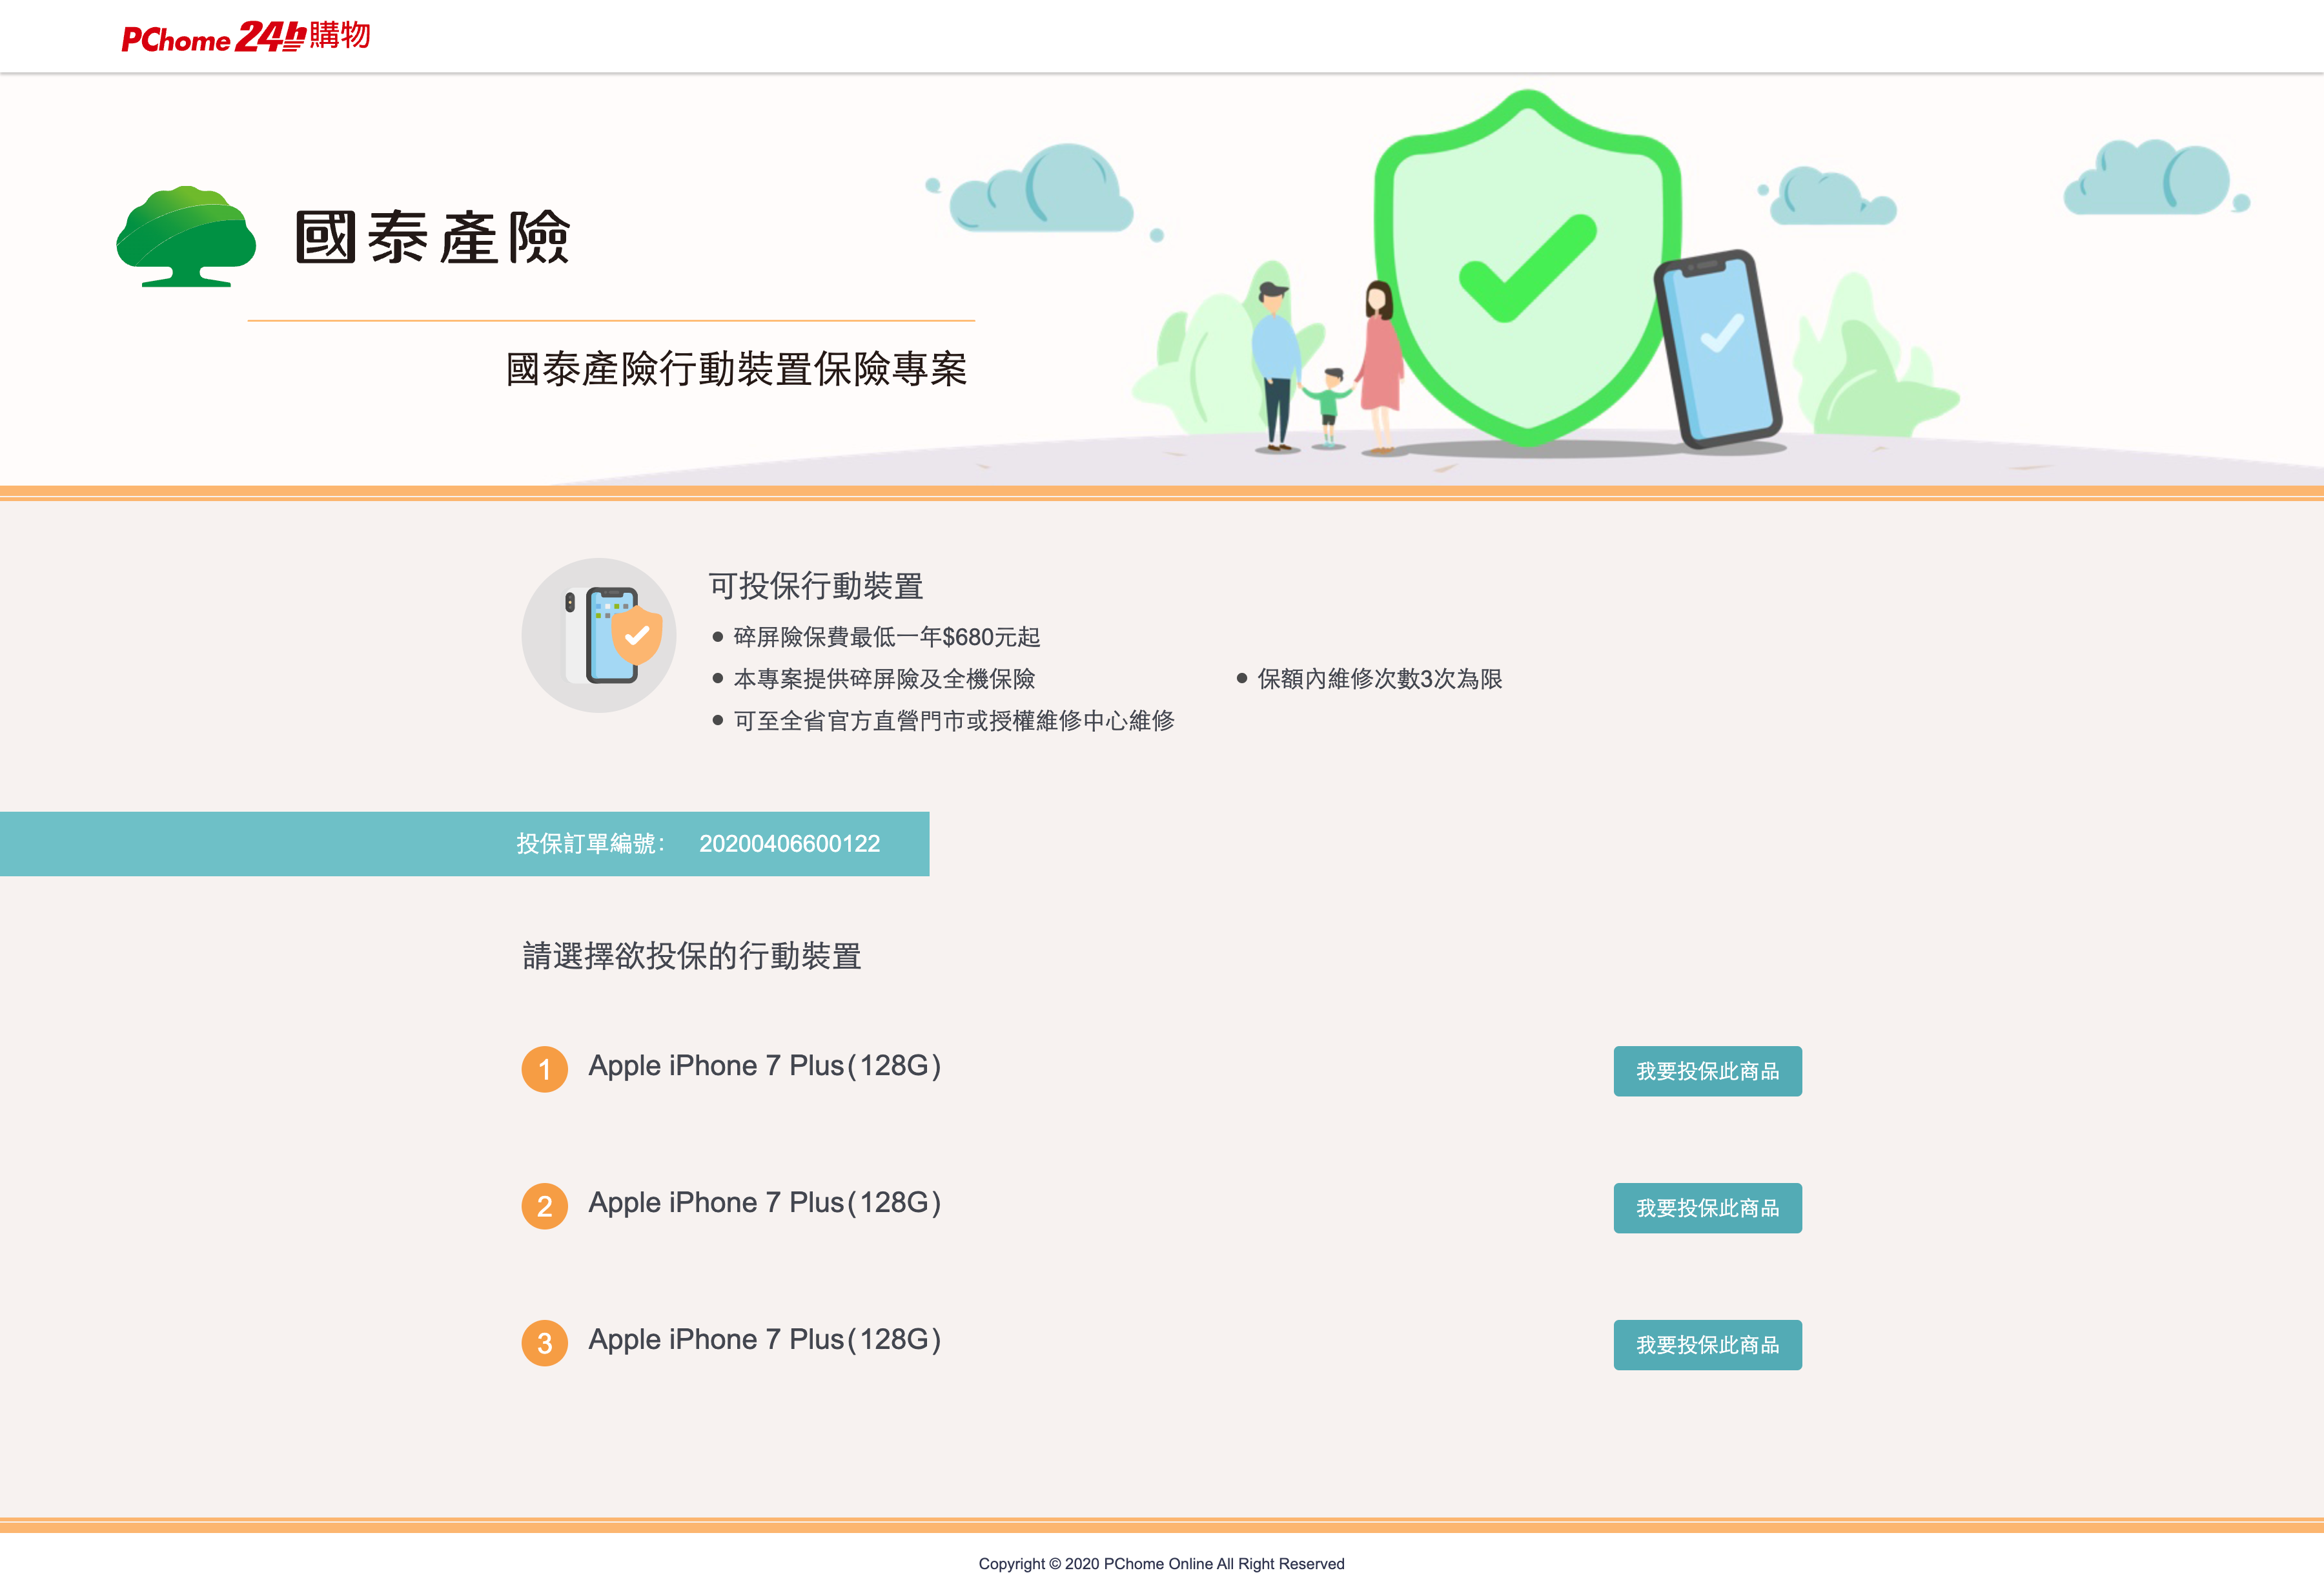 PChome 24h購物
國泰產險
國泰產險行動裝置保險專案
可投保行動裝置
碎屏險保費最低一年$680元起
本專案提供碎屏險及全機保險
保額內維修次數3次為限
可至全省官方直營門市或授權維修中心維修
投保訂單編號： 20200406600122
請選擇欲投保的行動裝置
1 Apple iPhone 7 Plus(128G) 我要投保此商品
2 Apple iPhone 7 Plus(128G) 我要投保此商品
3 Apple iPhone 7 Plus(128G) 我要投保此商品
Copyright © 2020 PChome Online All Right Reserved